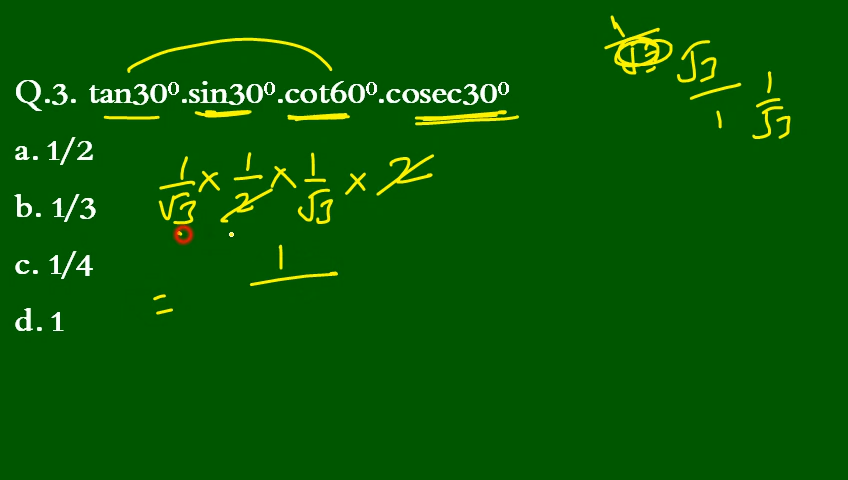 Q.3. tan30⁰.sin30⁰.cot60⁰.cosec30⁰
a. 1/2
b. 1/3
c. 1/4
d. 1
1/√3 × 1/2 × 1/√3 × 2
= 1/
√3/1 1/√3